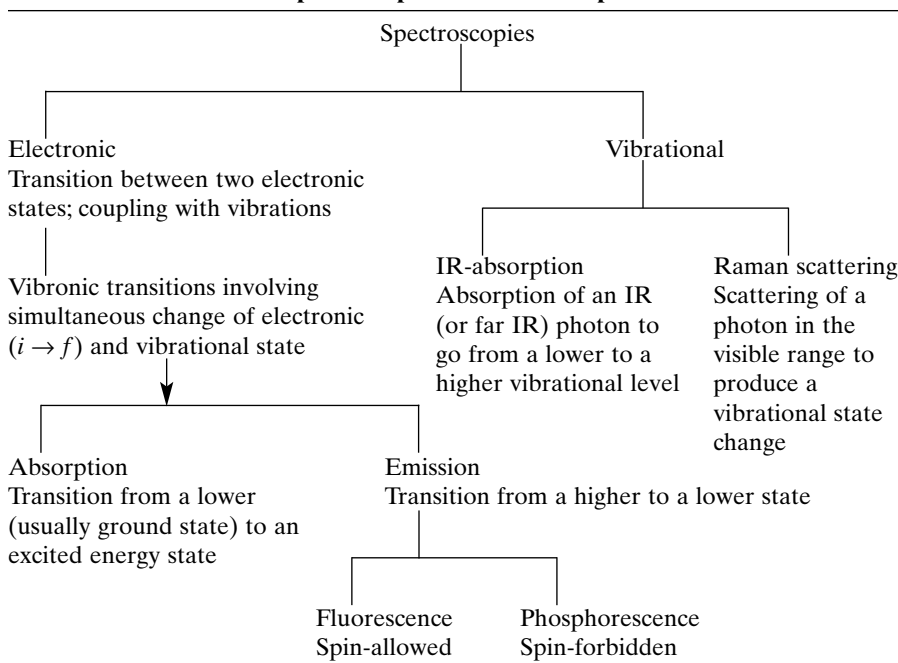 Spectroscopies
Electronic
Transition between two electronic
states; coupling with vibrations
Vibrational
Vibronic transitions involving
simultaneous change of electronic
(i → f) and vibrational state
IR-absorption
Absorption of an IR
(or far IR) photon to
go from a lower to a
higher vibrational level
Raman scattering
Scattering of a
photon in the
visible range to
produce a
vibrational state
change
Absorption
Transition from a lower
(usually ground state) to an
excited energy state
Emission
Transition from a higher to a lower state
Fluorescence
Spin-allowed
Phosphorescence
Spin-forbidden